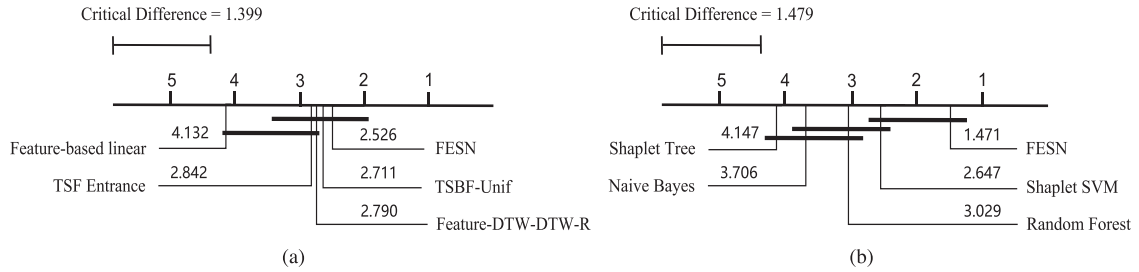 Critical Difference = 1.399
5 4 3 2 1
4.132 2.526
Feature-based linear FESN
2.842 2.711
TSF Entrance TSBF-Unif
2.790
Feature-DTW-DTW-R
(a)
Critical Difference = 1.479
5 4 3 2 1
4.147 1.471
Shaplet Tree FESN
3.706 2.647
Naive Bayes Shaplet SVM
3.029
Random Forest
(b)